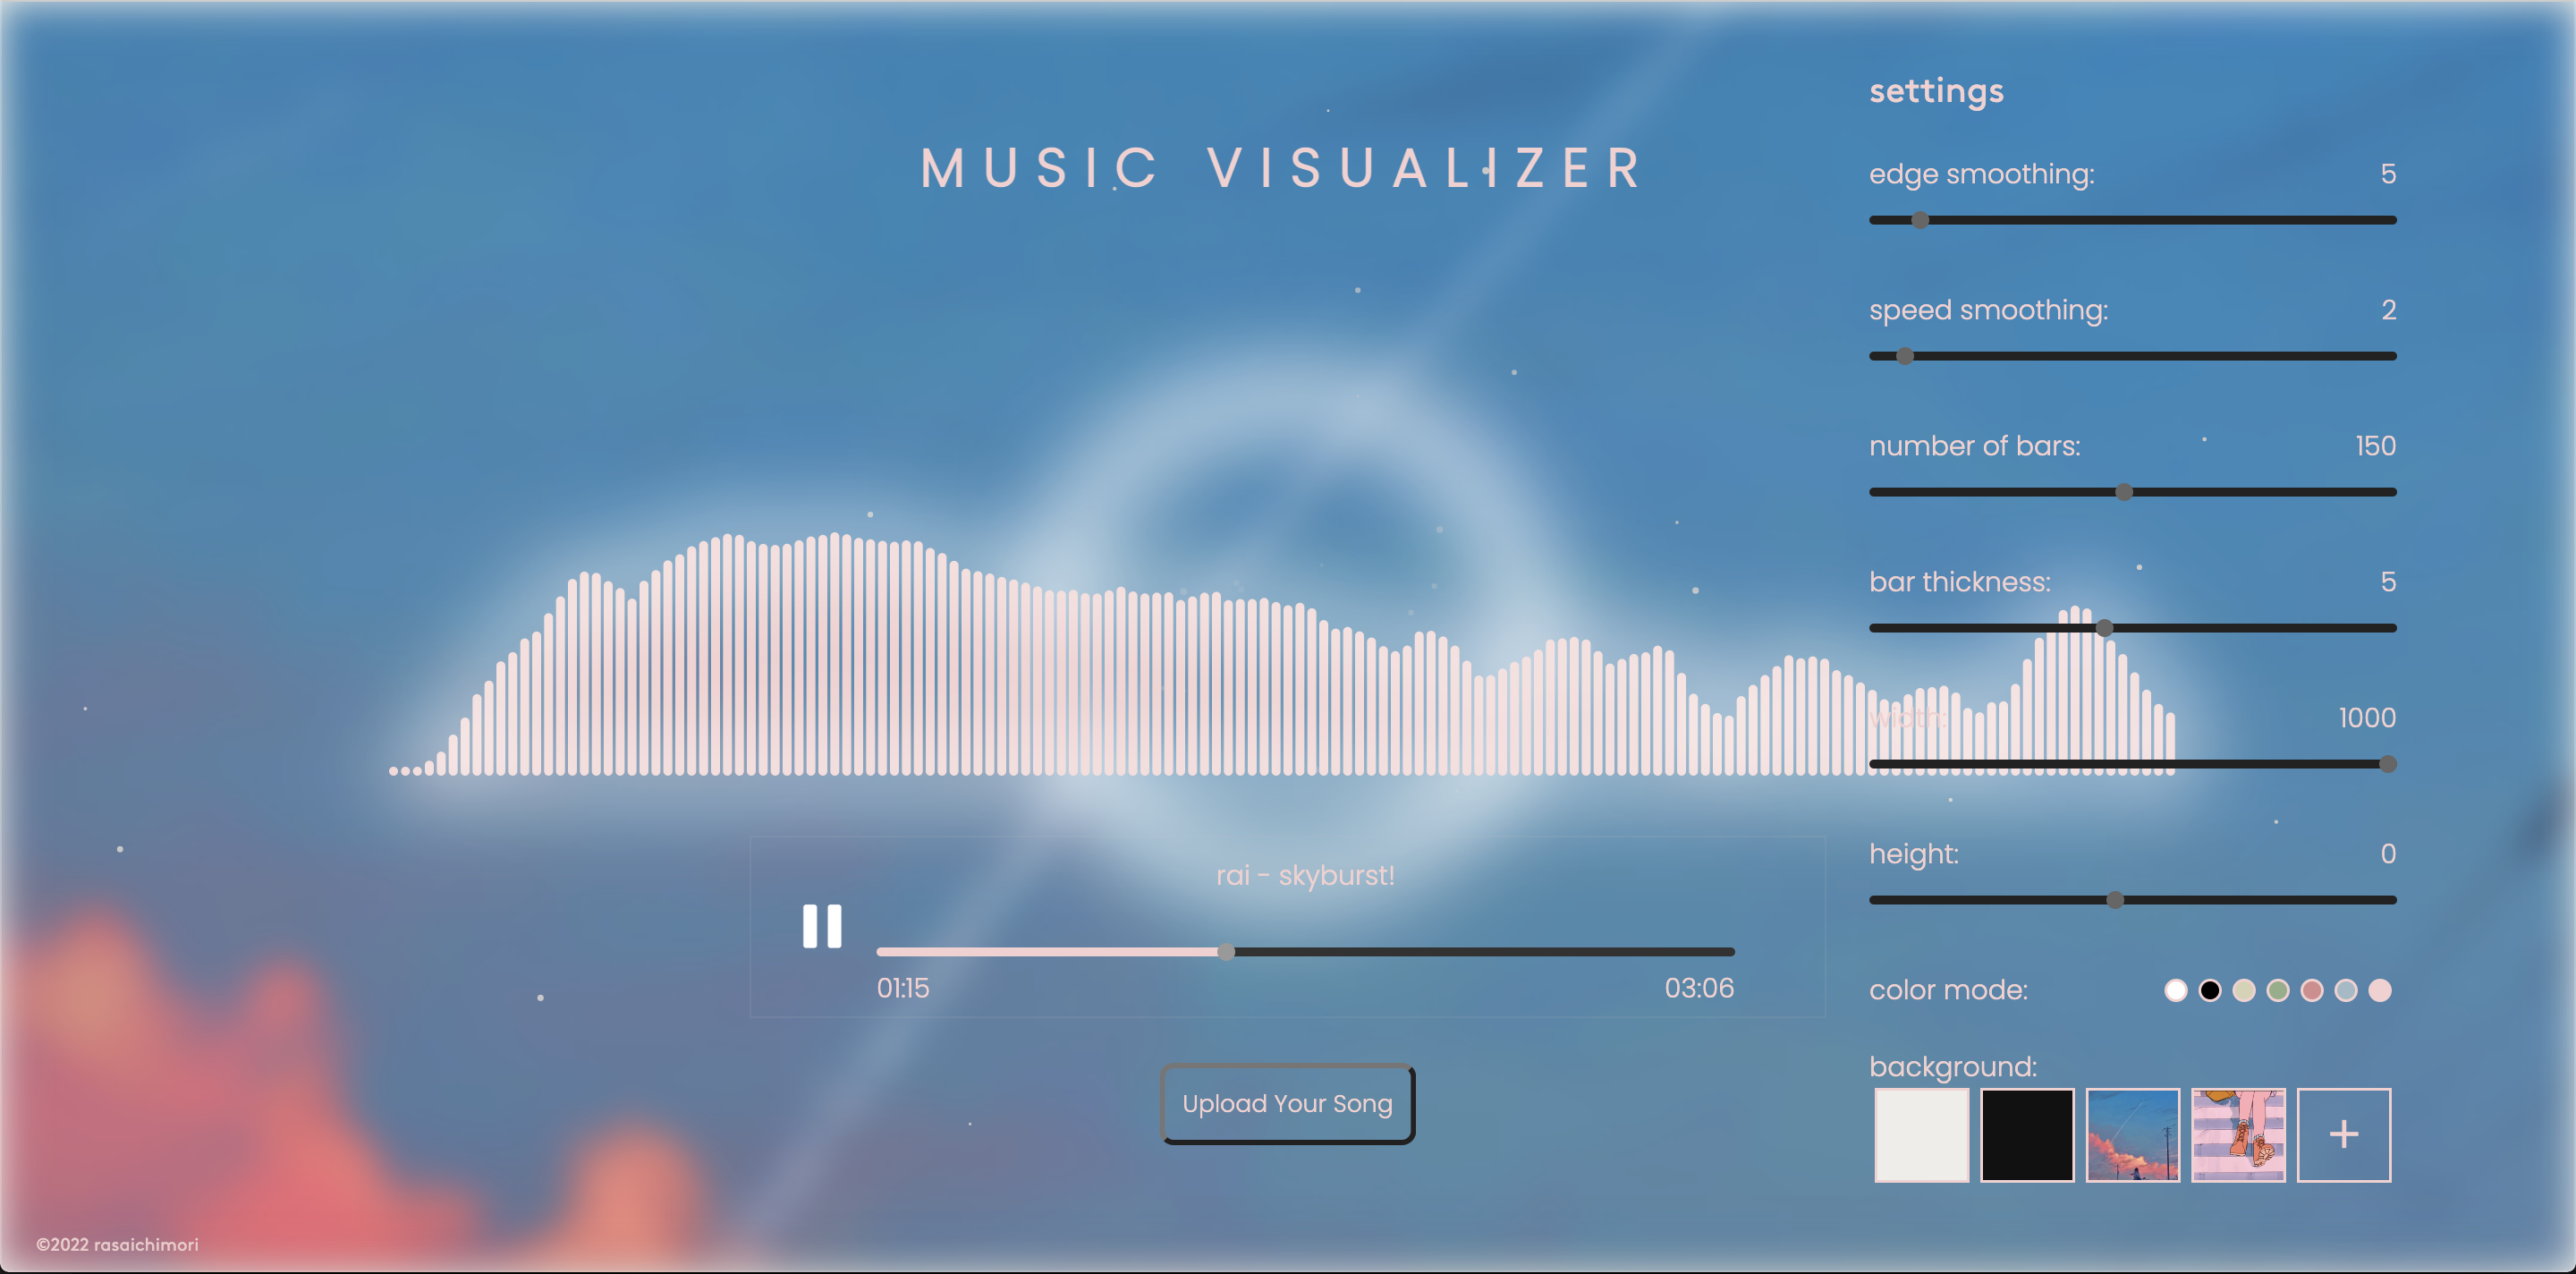 MUSIC VISUALIZER
settings
edge smoothing: 5
speed smoothing: 2
number of bars: 150
bar thickness: 5
width: 1000
height: 0
color mode:
background:
+
rai - skyburst!
01:15 03:06
Upload Your Song
©2022 rasaichimori